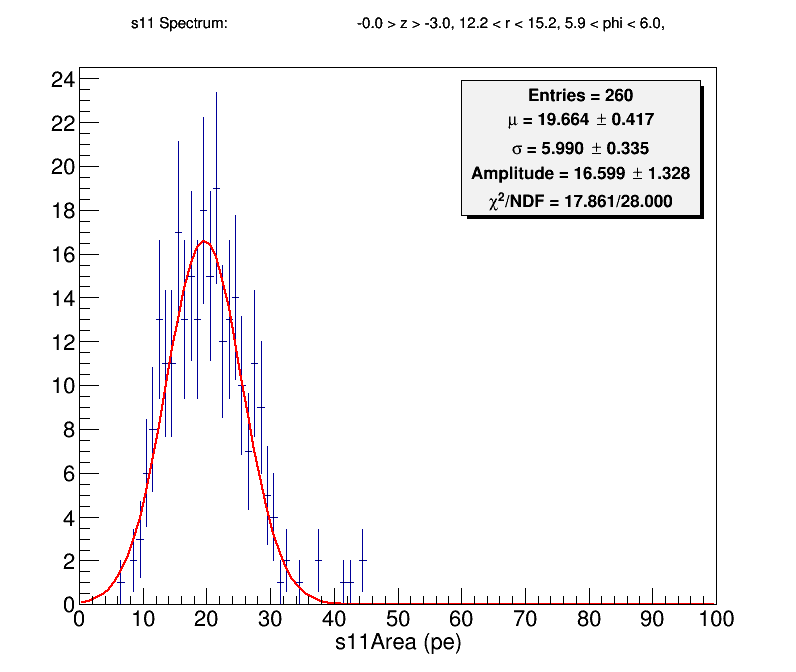 s11 Spectrum: -0.0 > z > -3.0, 12.2 < r < 15.2, 5.9 < phi < 6.0,
Entries = 260
μ = 19.664 ± 0.417
σ = 5.990 ± 0.335
Amplitude = 16.599 ± 1.328
χ²/NDF = 17.861/28.000
24
22
20
18
16
14
12
10
8
6
4
2
0
0 10 20 30 40 50 60 70 80 90 100
s11Area (pe)